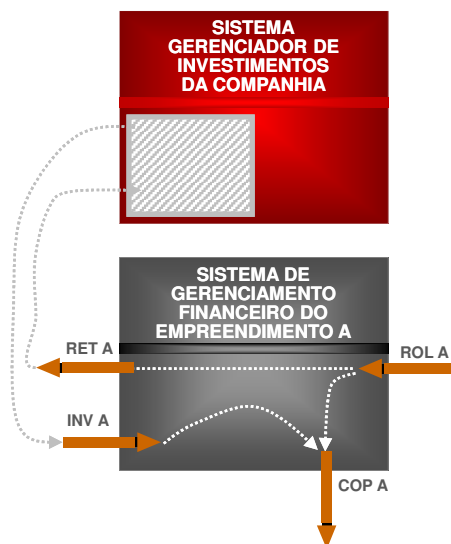 SISTEMA
GERENCIADOR DE
INVESTIMENTOS
DA COMPANHIA
SISTEMA DE
GERENCIAMENTO
FINANCEIRO DO
EMPREENDIMENTO A
RET A
ROL A
INV A
COP A